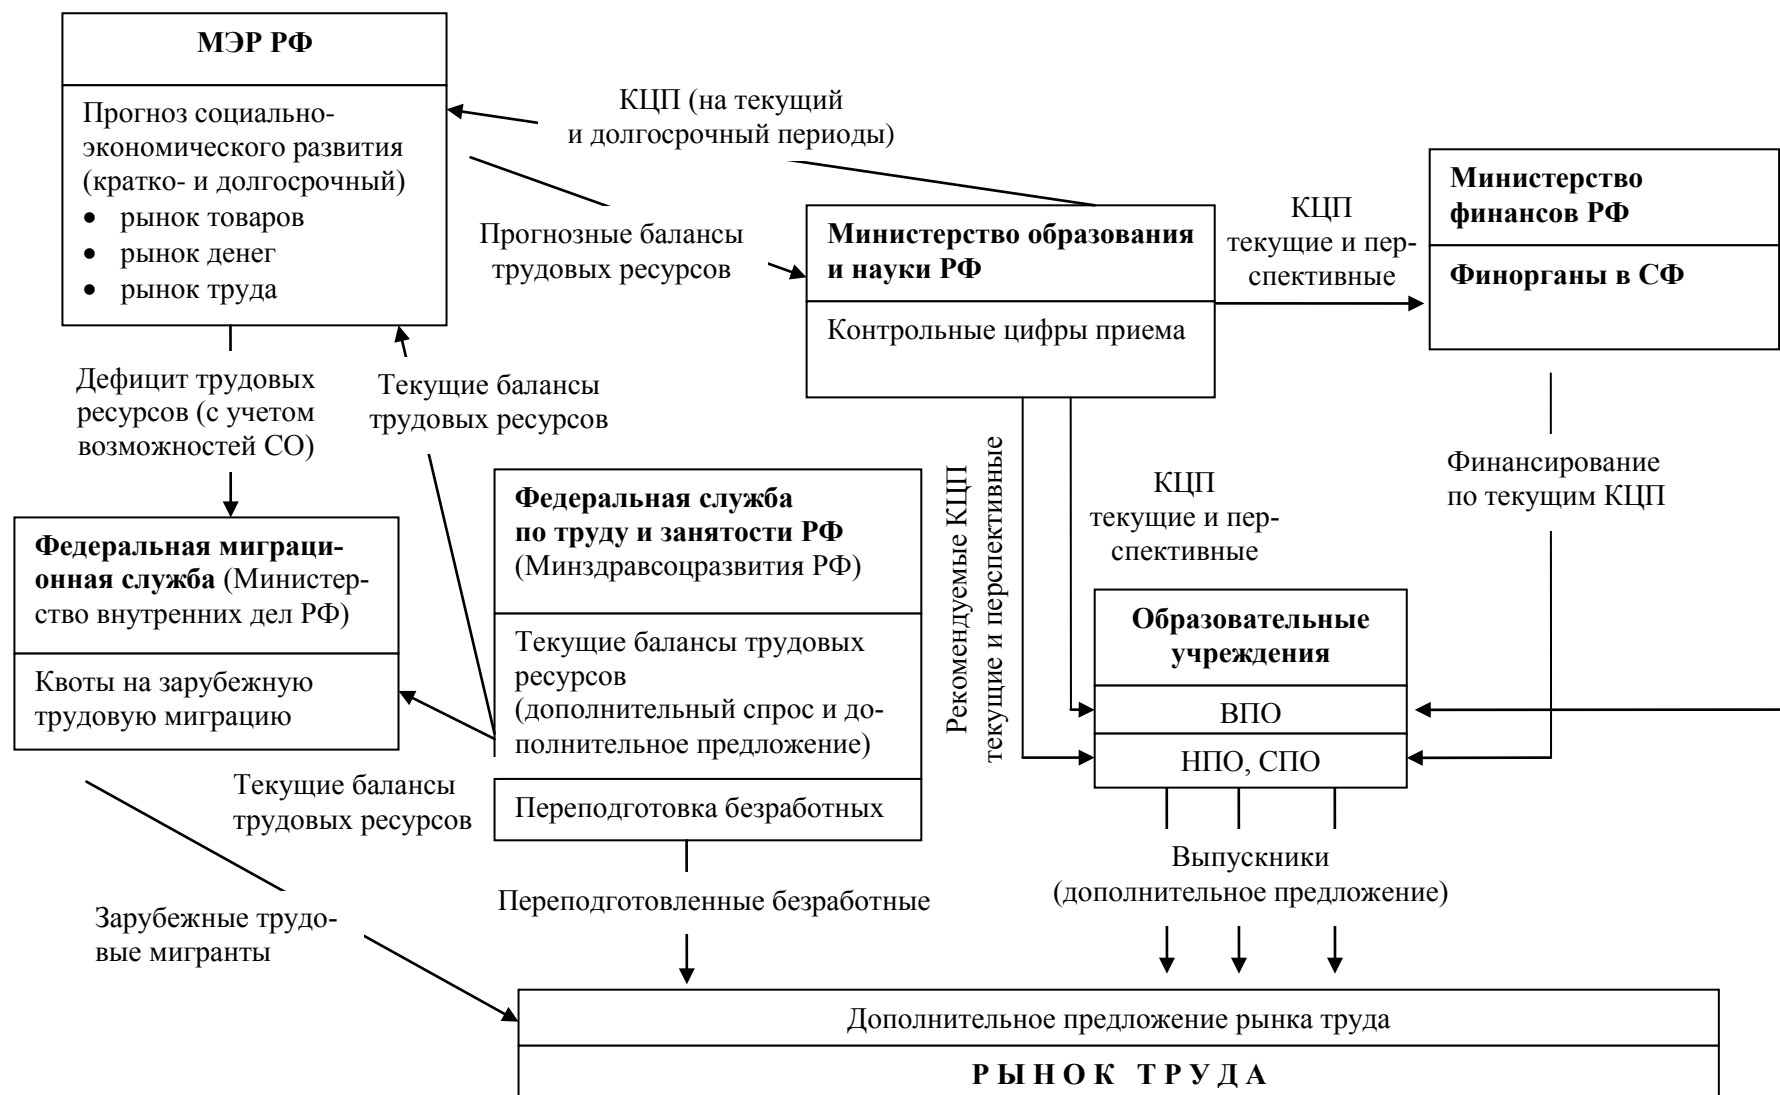 МЭР РФ
Прогноз социально-
экономического развития
(кратко- и долгосрочный)
• рынок товаров
• рынок денег
• рынок труда
КЦП (на текущий
и долгосрочный периоды)
Прогнозные балансы
трудовых ресурсов
Министерство образования
и науки РФ
Контрольные цифры приема
КЦП
текущие и пер-
спективные
Министерство
финансов РФ
Финорганы в СФ
Дефицит трудовых
ресурсов (с учетом
возможностей СО)
Текущие балансы
трудовых ресурсов
Федеральная миграци-
онная служба (Министер-
ство внутренних дел РФ)
Квоты на зарубежную
трудовую миграцию
Федеральная служба
по труду и занятости РФ
(Минздравсоцразвития РФ)
Текущие балансы трудовых
ресурсов
(дополнительный спрос и до-
полнительное предложение)
Переподготовка безработных
Рекомендуемые КЦП
текущие и перспективные
КЦП
текущие и пер-
спективные
Финансирование
по текущим КЦП
Образовательные
учреждения
ВПО
НПО, СПО
Текущие балансы
трудовых ресурсов
Зарубежные трудо-
вые мигранты
Переподготовленные безработные
Выпускники
(дополнительное предложение)
Дополнительное предложение рынка труда
Р Ы Н О К Т Р У Д А